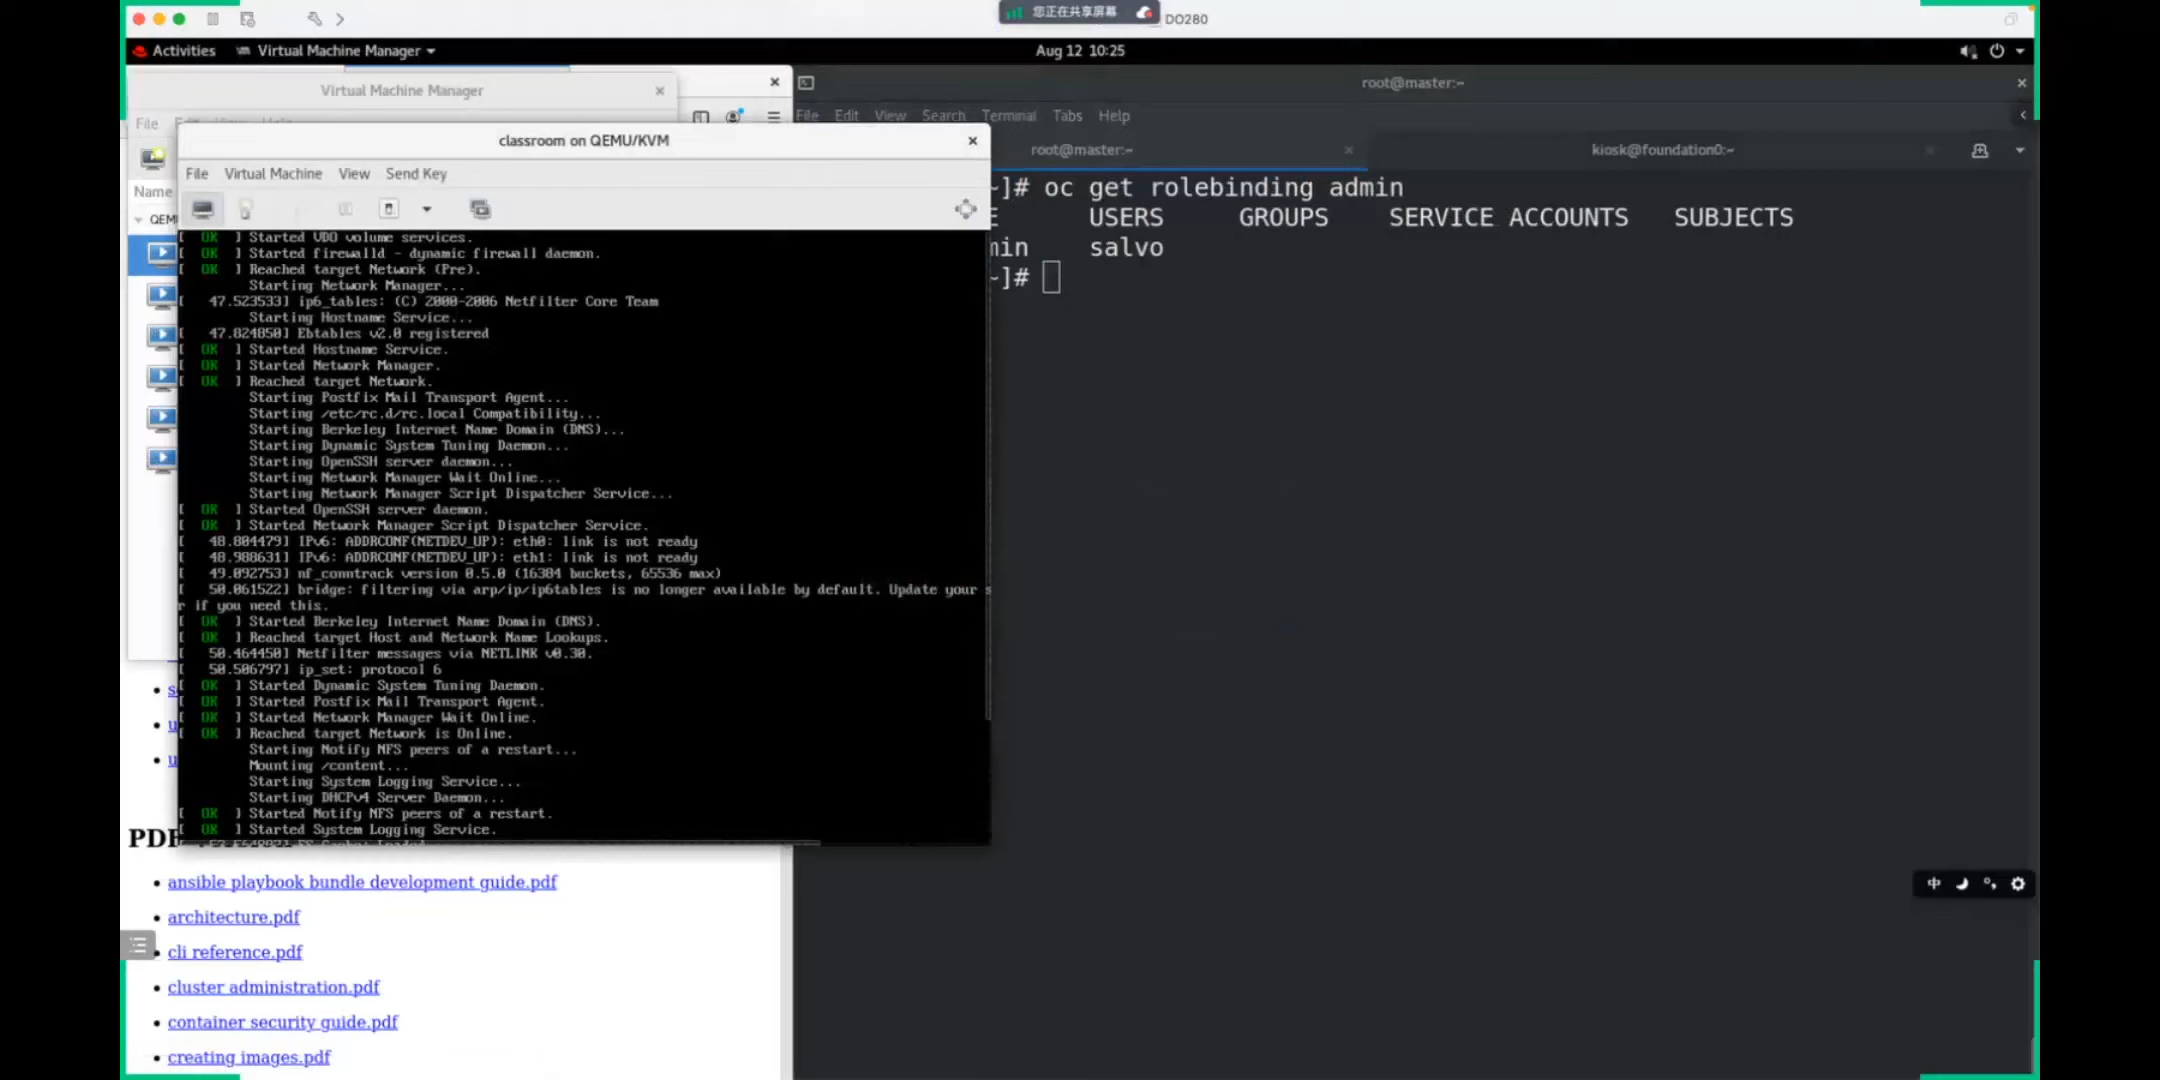 您正在共享屏幕
DO280
Activities
Virtual Machine Manager
Aug 12 10:25
Virtual Machine Manager
File
Name
QEM
classroom on QEMU/KVM
File Virtual Machine View Send Key
[ OK ] Started VDO volume services.
[ OK ] Started firewalld - dynamic firewall daemon.
[ OK ] Reached target Network (Pre).
Starting Network Manager...
[ 47.523533] ip6_tables: (C) 2000-2006 Netfilter Core Team
Starting Hostname Service...
[ 47.824850] Ebtables v2.0 registered
[ OK ] Started Hostname Service.
[ OK ] Started Network Manager.
[ OK ] Reached target Network.
Starting Postfix Mail Transport Agent...
Starting /etc/rc.d/rc.local Compatibility...
Starting Berkeley Internet Name Domain (DNS)...
Starting Dynamic System Tuning Daemon...
Starting OpenSSH server daemon...
Starting Network Manager Wait Online...
Starting Network Manager Script Dispatcher Service...
[ OK ] Started OpenSSH server daemon.
[ OK ] Started Network Manager Script Dispatcher Service.
[ 48.804479] IPv6: ADDRCONF(NETDEV_UP): eth0: link is not ready
[ 48.988631] IPv6: ADDRCONF(NETDEV_UP): eth1: link is not ready
[ 49.092753] nf_conntrack version 0.5.0 (16384 buckets, 65536 max)
[ 50.061522] bridge: filtering via arp/ip/ip6tables is no longer available by default. Update your s
r if you need this.
[ OK ] Started Berkeley Internet Name Domain (DNS).
[ OK ] Reached target Host and Network Name Lookups.
[ 50.464450] Netfilter messages via NETLINK v0.30.
[ 50.506797] ip_set: protocol 6
[ OK ] Started Dynamic System Tuning Daemon.
[ OK ] Started Postfix Mail Transport Agent.
[ OK ] Started Network Manager Wait Online.
[ OK ] Reached target Network is Online.
Starting Notify NFS peers of a restart...
Mounting /content...
Starting System Logging Service...
Starting DHCPv4 Server Daemon...
[ OK ] Started Notify NFS peers of a restart.
[ OK ] Started System Logging Service.
PDF
ansible playbook bundle development guide.pdf
architecture.pdf
cli reference.pdf
cluster administration.pdf
container security guide.pdf
creating images.pdf
root@master:~
File Edit View Search Terminal Tabs Help
root@master:~
kiosk@foundation0:~
~]# oc get rolebinding admin
E USERS GROUPS SERVICE ACCOUNTS SUBJECTS
min salvo
~]#
中